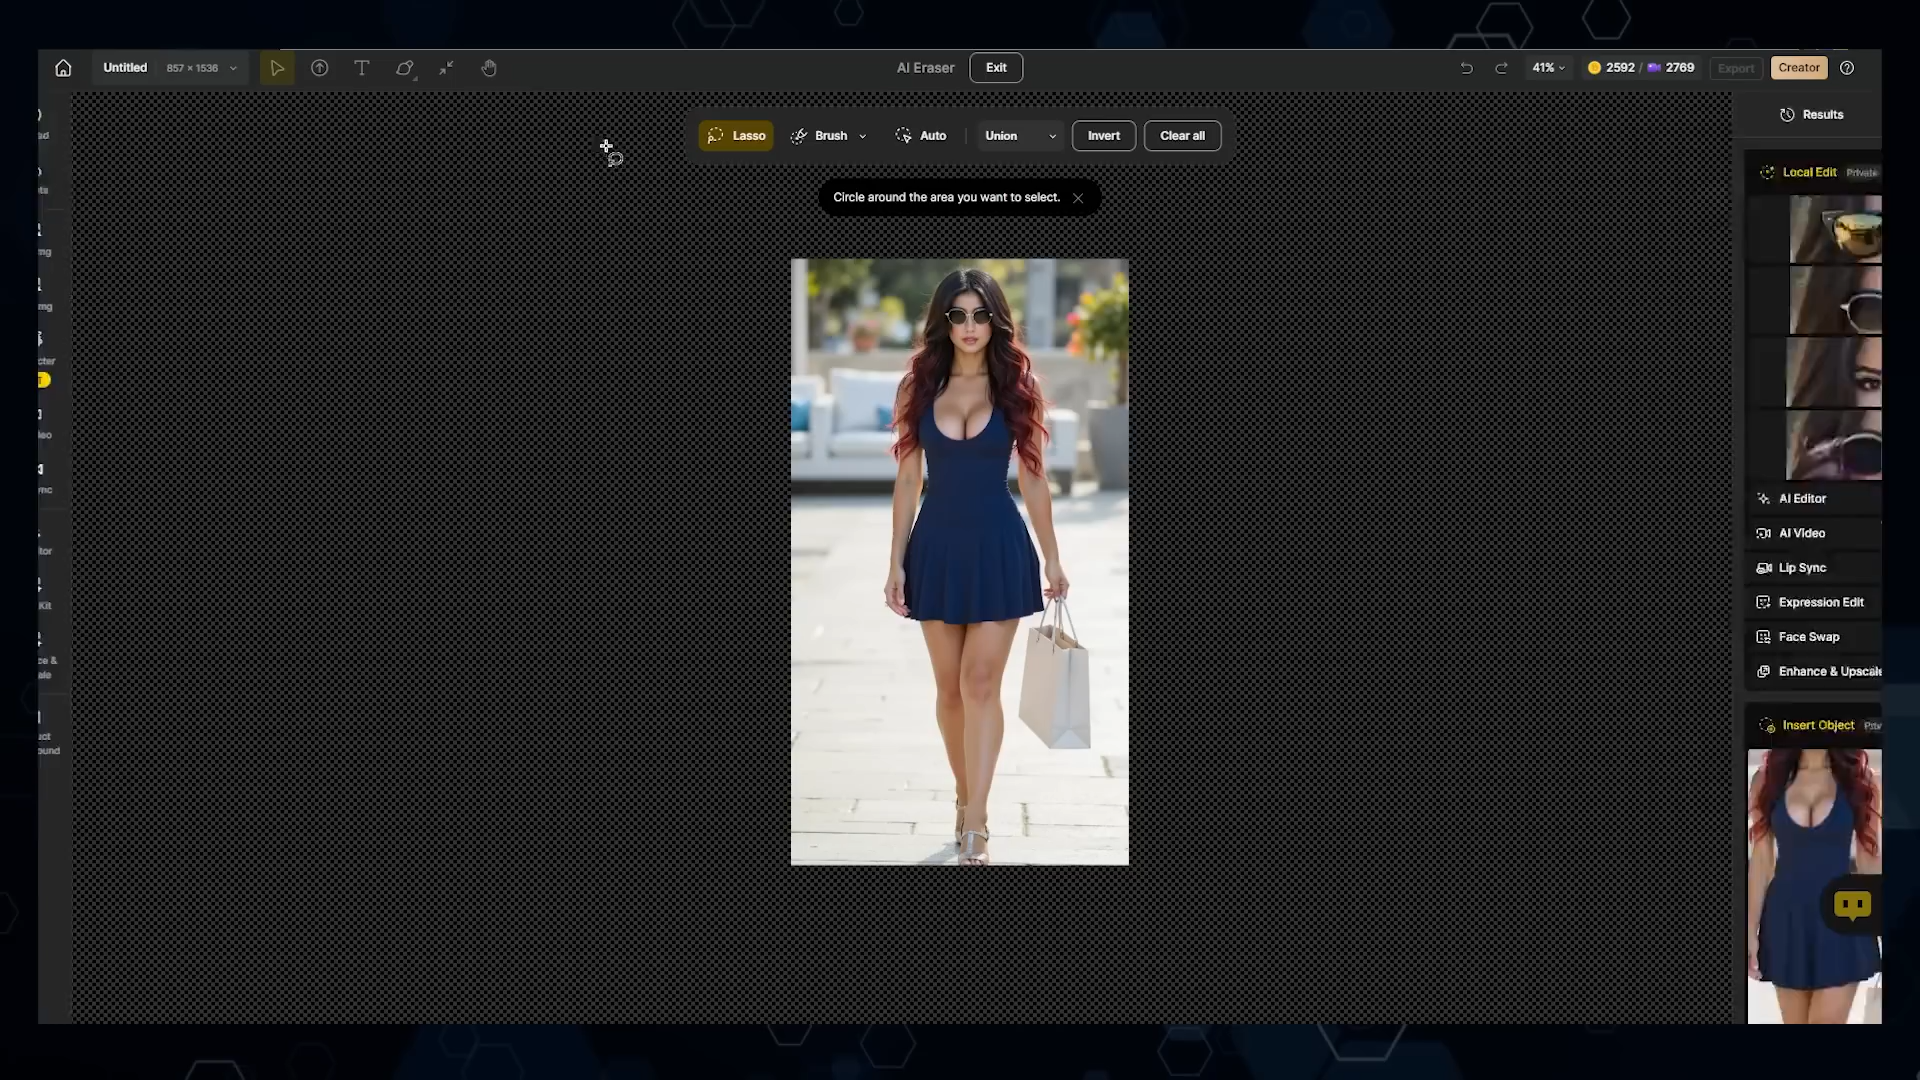 Untitled 857 × 1536
AI Eraser Exit
41% 2592 / 2769 Export Creator
Lasso Brush Auto Union Invert Clear all
Circle around the area you want to select.
Results
Local Edit Private
AI Editor
AI Video
Lip Sync
Expression Edit
Face Swap
Enhance & Upscale
Insert Object
Kit